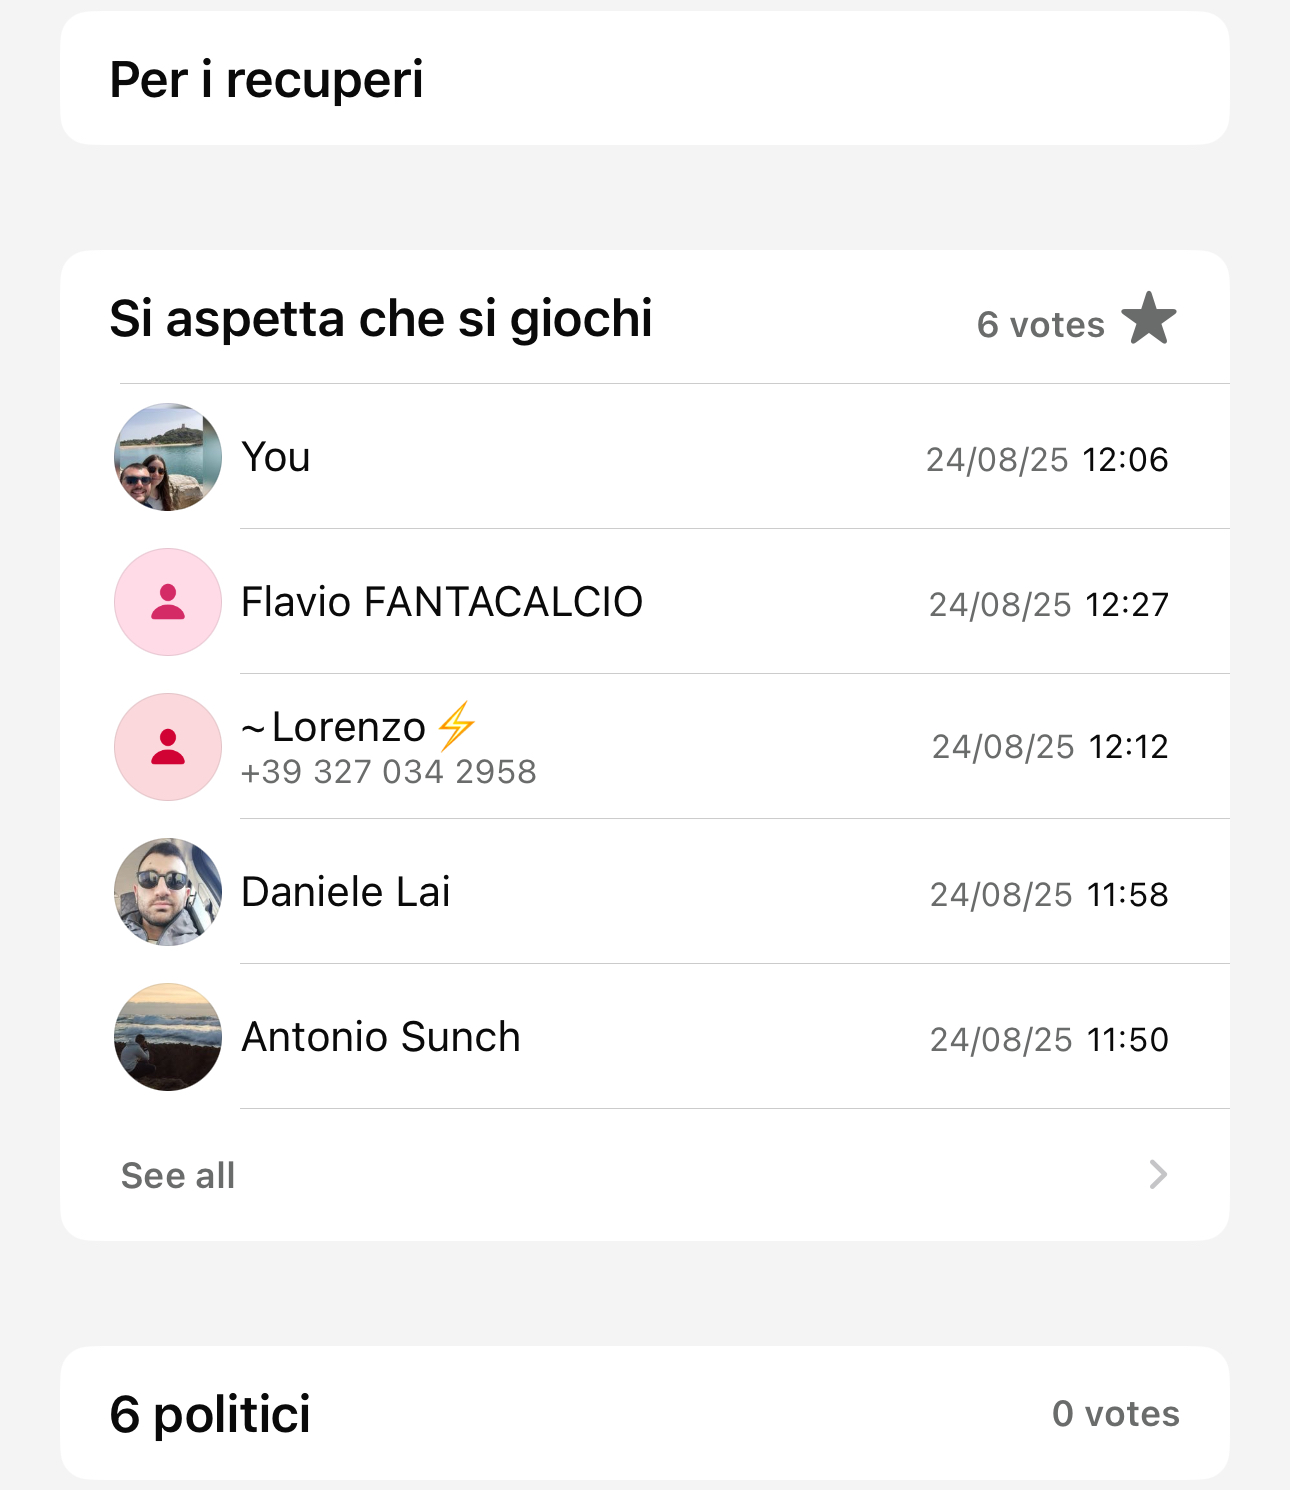 Per i recuperi
Si aspetta che si giochi 6 votes
You 24/08/25 12:06
Flavio FANTACALCIO 24/08/25 12:27
~Lorenzo⚡ 24/08/25 12:12
+39 327 034 2958
Daniele Lai 24/08/25 11:58
Antonio Sunch 24/08/25 11:50
See all
6 politici 0 votes